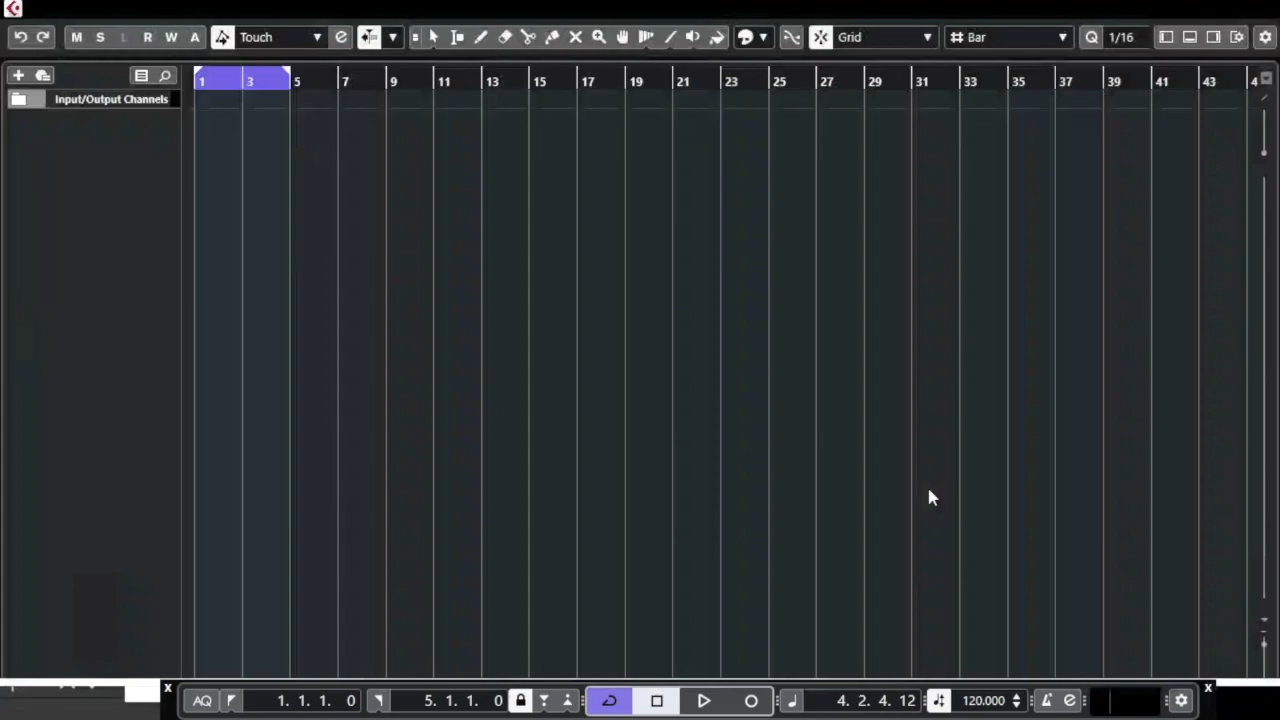 M S L R W A Touch Grid Bar Q 1/16
1 3 5 7 9 11 13 15 17 19 21 23 25 27 29 31 33 35 37 39 41 43 4
Input/Output Channels
x AQ 1. 1. 1. 0 5. 1. 1. 0 4. 2. 4. 12 120.000 x